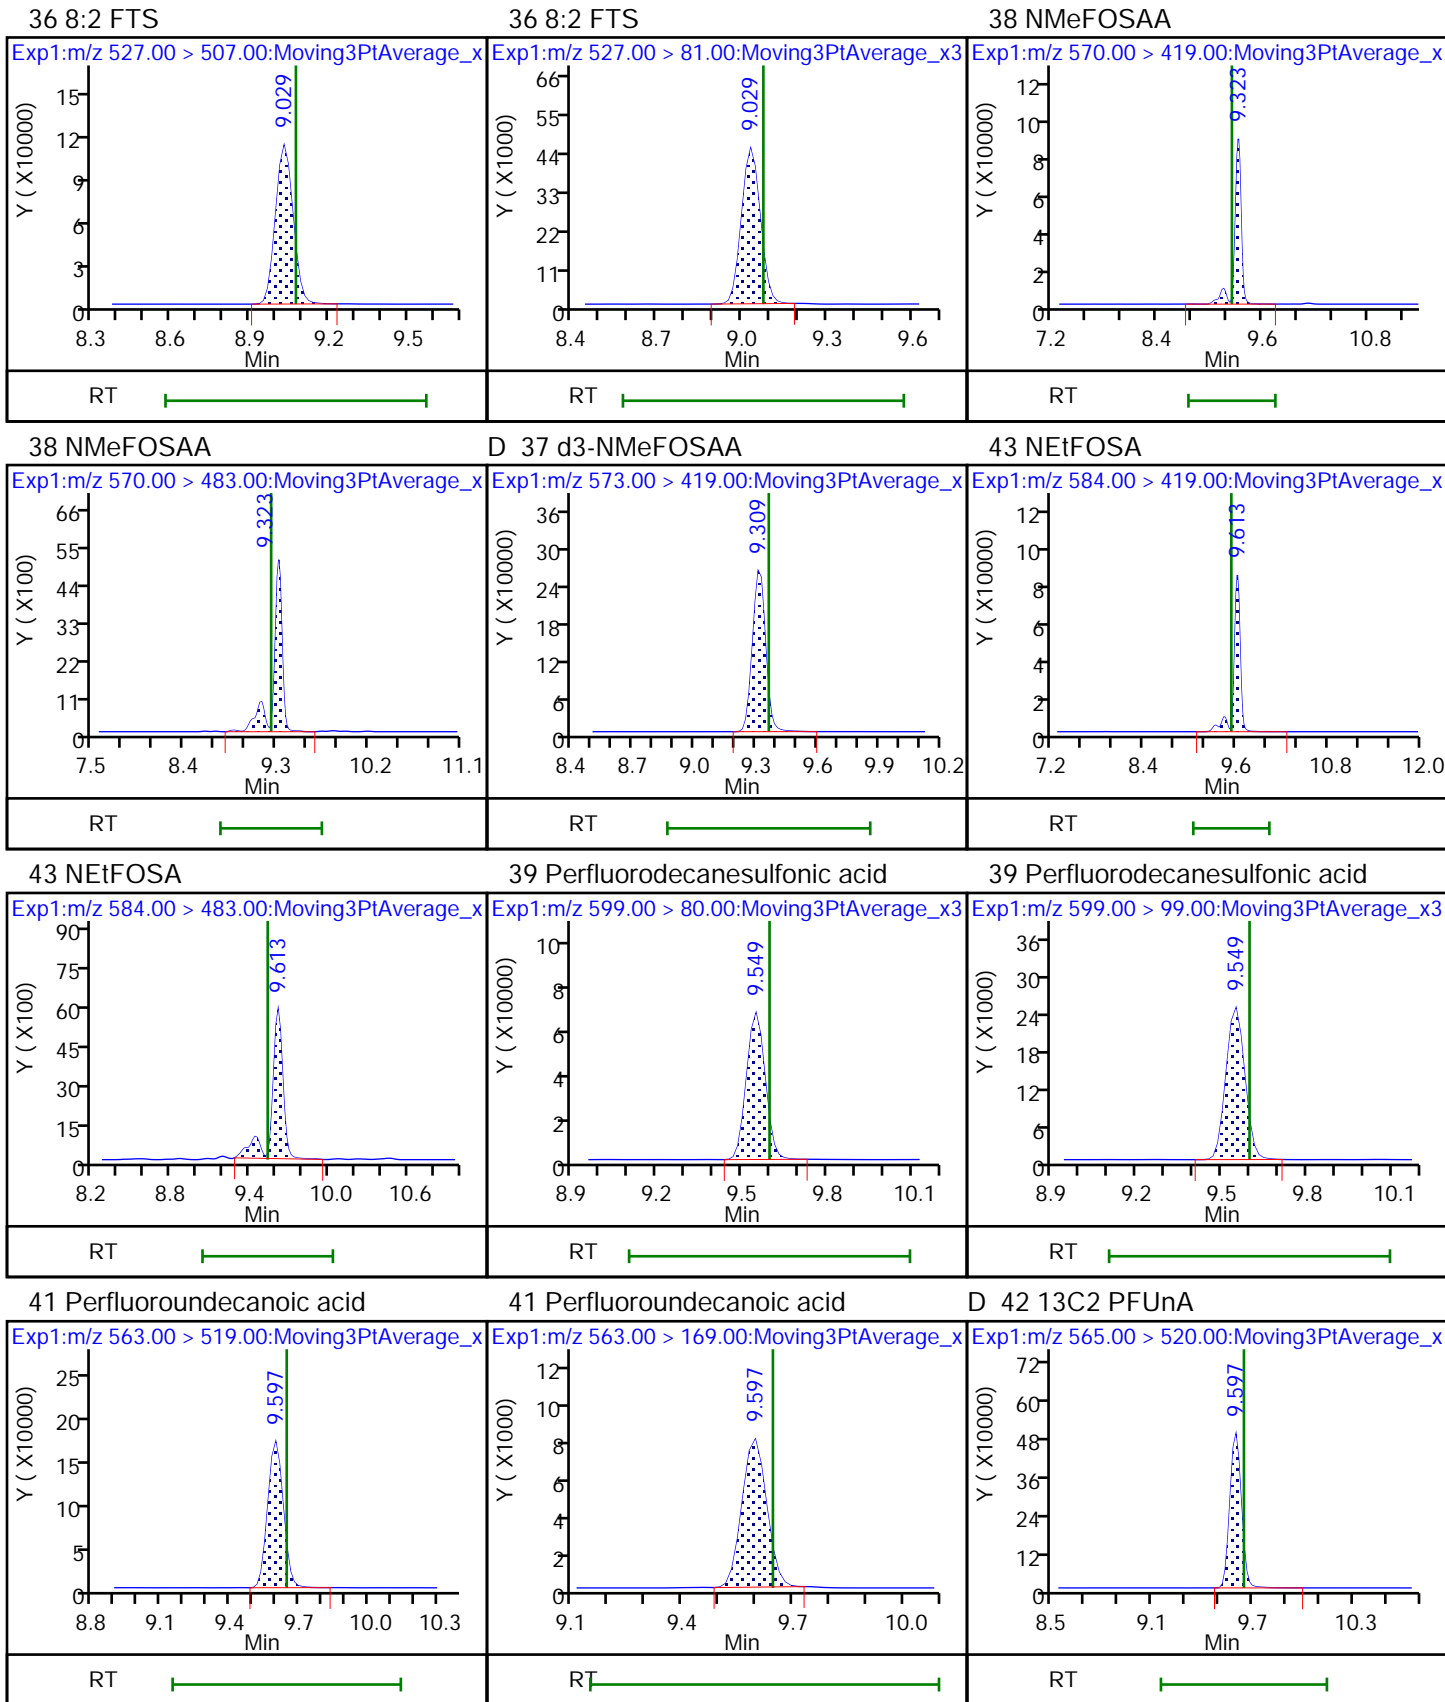 36 8:2 FTS
Exp1:m/z 527.00 > 507.00:Moving3PtAverage_x
Y ( X10000)
15
12
9
6
3
0
9.029
8.3 8.6 8.9 9.2 9.5
Min
RT
36 8:2 FTS
Exp1:m/z 527.00 > 81.00:Moving3PtAverage_x3
Y ( X1000)
66
55
44
33
22
11
0
9.029
8.4 8.7 9.0 9.3 9.6
Min
RT
38 NMeFOSAA
Exp1:m/z 570.00 > 419.00:Moving3PtAverage_x
Y ( X10000)
12
10
8
6
4
2
0
9.323
7.2 8.4 9.6 10.8
Min
RT
38 NMeFOSAA
Exp1:m/z 570.00 > 483.00:Moving3PtAverage_x
Y ( X100)
66
55
44
33
22
11
0
9.323
7.5 8.4 9.3 10.2 11.1
Min
RT
D 37 d3-NMeFOSAA
Exp1:m/z 573.00 > 419.00:Moving3PtAverage_x
Y ( X10000)
36
30
24
18
12
6
0
9.309
8.4 8.7 9.0 9.3 9.6 9.9 10.2
Min
RT
43 NEtFOSA
Exp1:m/z 584.00 > 419.00:Moving3PtAverage_x
Y ( X10000)
12
10
8
6
4
2
0
9.613
7.2 8.4 9.6 10.8 12.0
Min
RT
43 NEtFOSA
Exp1:m/z 584.00 > 483.00:Moving3PtAverage_x
Y ( X100)
90
75
60
45
30
15
0
9.613
8.2 8.8 9.4 10.0 10.6
Min
RT
39 Perfluorodecanesulfonic acid
Exp1:m/z 599.00 > 80.00:Moving3PtAverage_x3
Y ( X10000)
10
8
6
4
2
0
9.549
8.9 9.2 9.5 9.8 10.1
Min
RT
39 Perfluorodecanesulfonic acid
Exp1:m/z 599.00 > 99.00:Moving3PtAverage_x3
Y ( X1000)
36
30
24
18
12
6
0
9.549
8.9 9.2 9.5 9.8 10.1
Min
RT
41 Perfluoroundecanoic acid
Exp1:m/z 563.00 > 519.00:Moving3PtAverage_x
Y ( X10000)
25
20
15
10
5
0
9.597
8.8 9.1 9.4 9.7 10.0 10.3
Min
RT
41 Perfluoroundecanoic acid
Exp1:m/z 563.00 > 169.00:Moving3PtAverage_x
Y ( X1000)
12
10
8
6
4
2
0
9.597
9.1 9.4 9.7 10.0
Min
RT
D 42 13C2 PFUnA
Exp1:m/z 565.00 > 520.00:Moving3PtAverage_x
Y ( X10000)
72
60
48
36
24
12
0
9.597
8.5 9.1 9.7 10.3
Min
RT